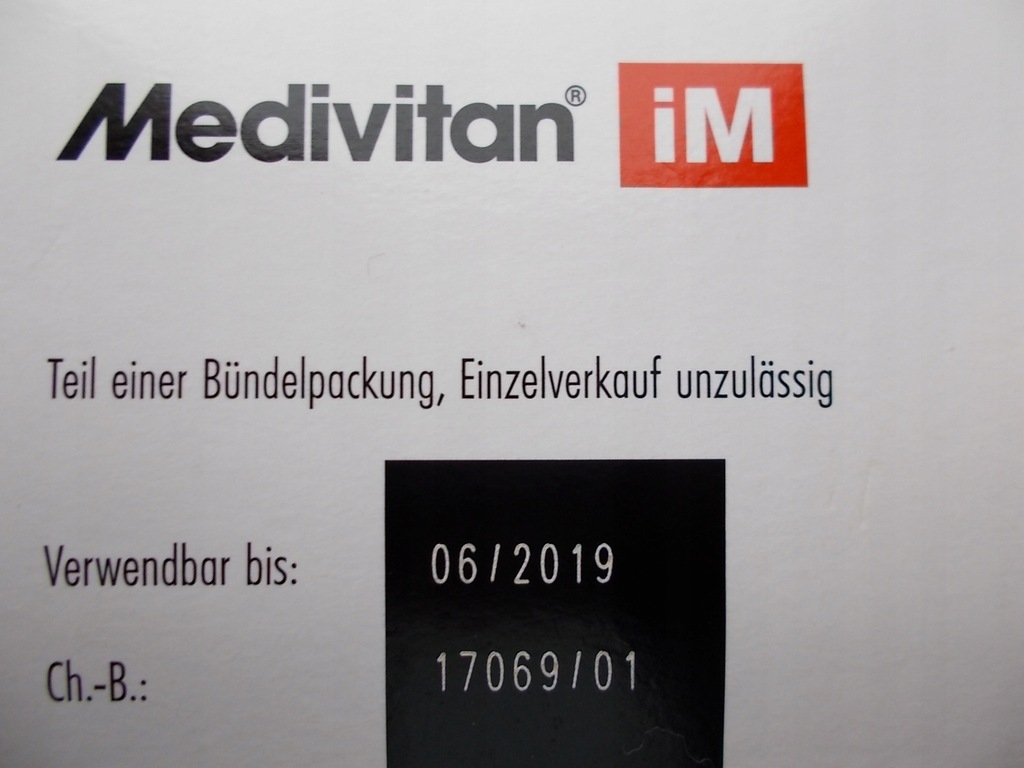 Medivitan® iM
Teil einer Bündelpackung, Einzelverkauf unzulässig
Verwendbar bis: 06/2019
Ch.-B.: 17069/01